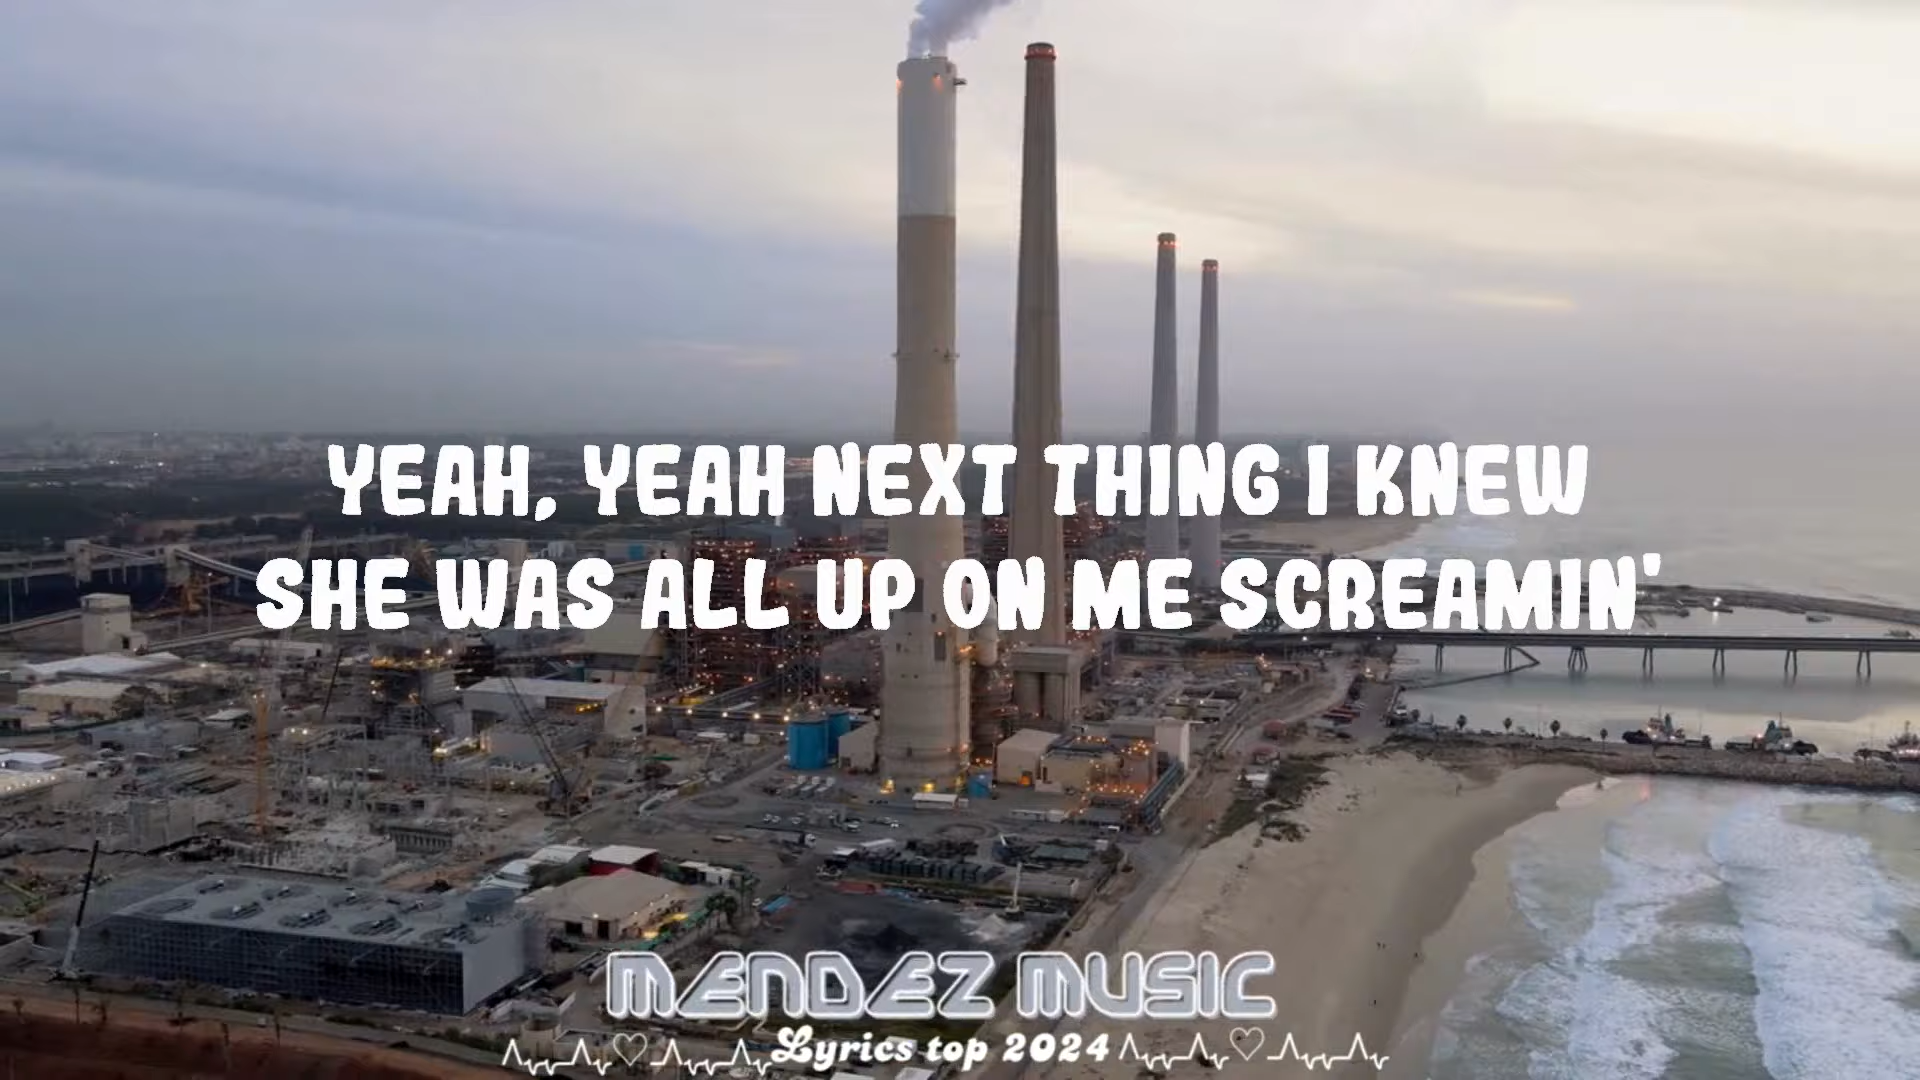 YEAH, YEAH NEXT THING I KNEW
SHE WAS ALL UP ON ME SCREAMIN'
MENDEZ MUSIC
Lyrics top 2024